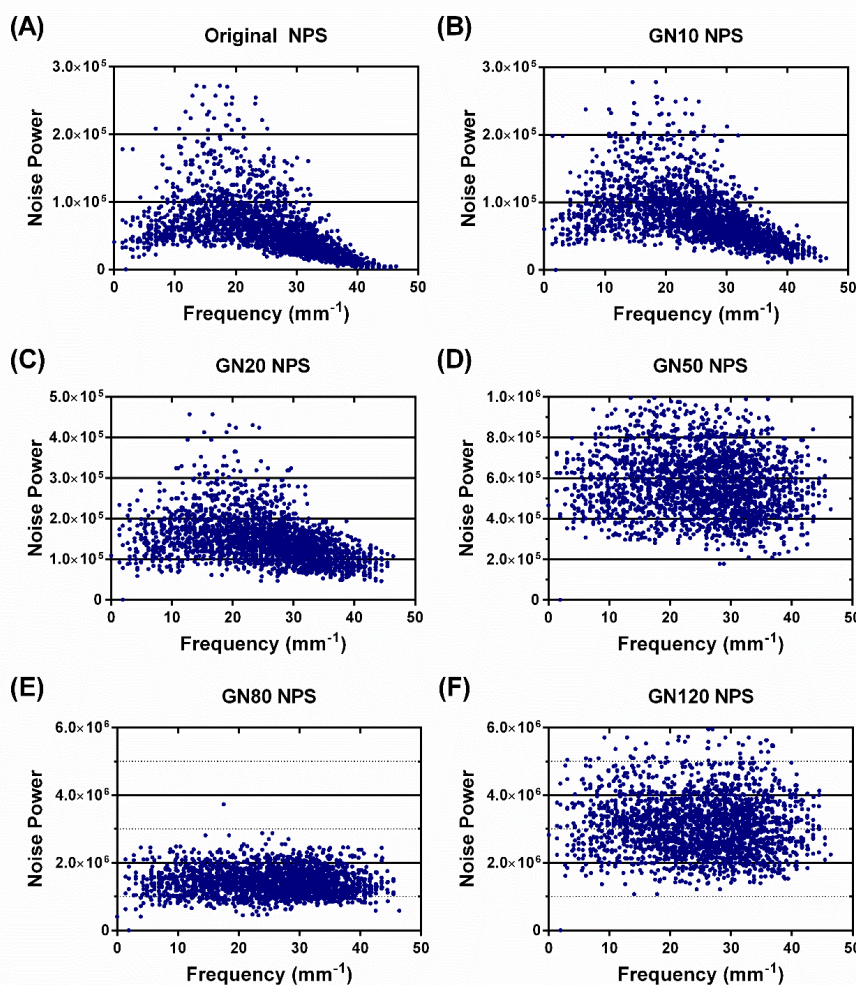 (A) Original NPS
3.0×10⁵
2.0×10⁵
1.0×10⁵
0
Noise Power
0 10 20 30 40 50
Frequency (mm⁻¹)
(B) GN10 NPS
3.0×10⁵
2.0×10⁵
1.0×10⁵
0
Noise Power
0 10 20 30 40 50
Frequency (mm⁻¹)
(C) GN20 NPS
5.0×10⁵
4.0×10⁵
3.0×10⁵
2.0×10⁵
1.0×10⁵
0
Noise Power
0 10 20 30 40 50
Frequency (mm⁻¹)
(D) GN50 NPS
1.0×10⁶
8.0×10⁵
6.0×10⁵
4.0×10⁵
2.0×10⁵
0
Noise Power
0 10 20 30 40 50
Frequency (mm⁻¹)
(E) GN80 NPS
6.0×10⁶
4.0×10⁶
2.0×10⁶
0
Noise Power
0 10 20 30 40 50
Frequency (mm⁻¹)
(F) GN120 NPS
6.0×10⁶
4.0×10⁶
2.0×10⁶
0
Noise Power
0 10 20 30 40 50
Frequency (mm⁻¹)